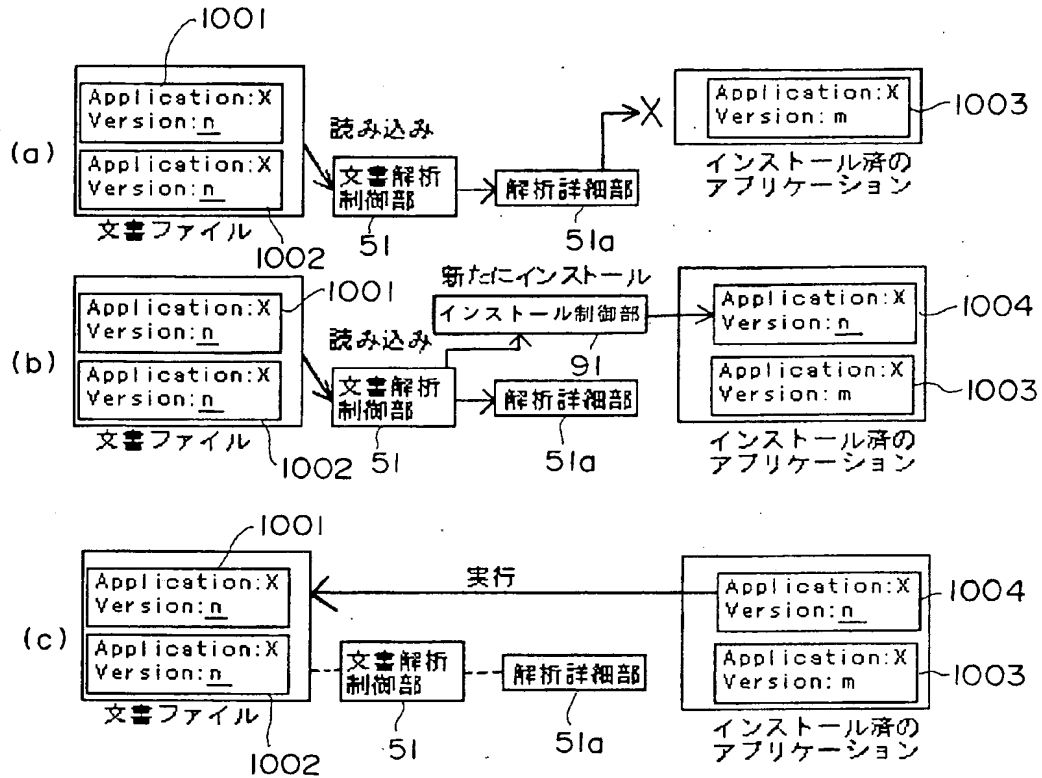 1001
Application:X
Version:n
Application:X
Version:n
文書ファイル
1002
(a)
読み込み
文書解析
制御部
51
解析詳細部
51a
X
Application:X
Version:m
1003
インストール済の
アプリケーション
1001
Application:X
Version:n
Application:X
Version:n
文書ファイル
1002
(b)
読み込み
文書解析
制御部
51
新たにインストール
インストール制御部
91
解析詳細部
51a
Application:X
Version:n
1004
Application:X
Version:m
1003
インストール済の
アプリケーション
1001
Application:X
Version:n
Application:X
Version:n
文書ファイル
1002
(c)
実行
文書解析
制御部
51
解析詳細部
51a
Application:X
Version:n
1004
Application:X
Version:m
1003
インストール済の
アプリケーション